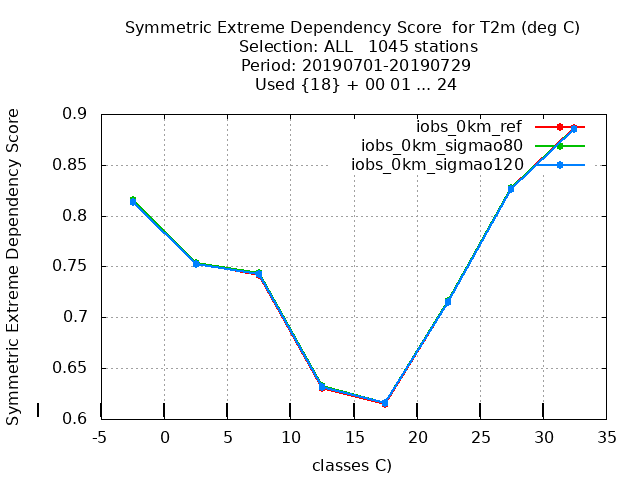 Symmetric Extreme Dependency Score for T2m (deg C)
Selection: ALL 1045 stations
Period: 20190701-20190729
Used {18} + 00 01 ... 24
Symmetric Extreme Dependency Score
0.9
0.85
0.8
0.75
0.7
0.65
0.6
iobs_0km_ref
iobs_0km_sigmao80
iobs_0km_sigmao120
-5 0 5 10 15 20 25 30 35
classes C)